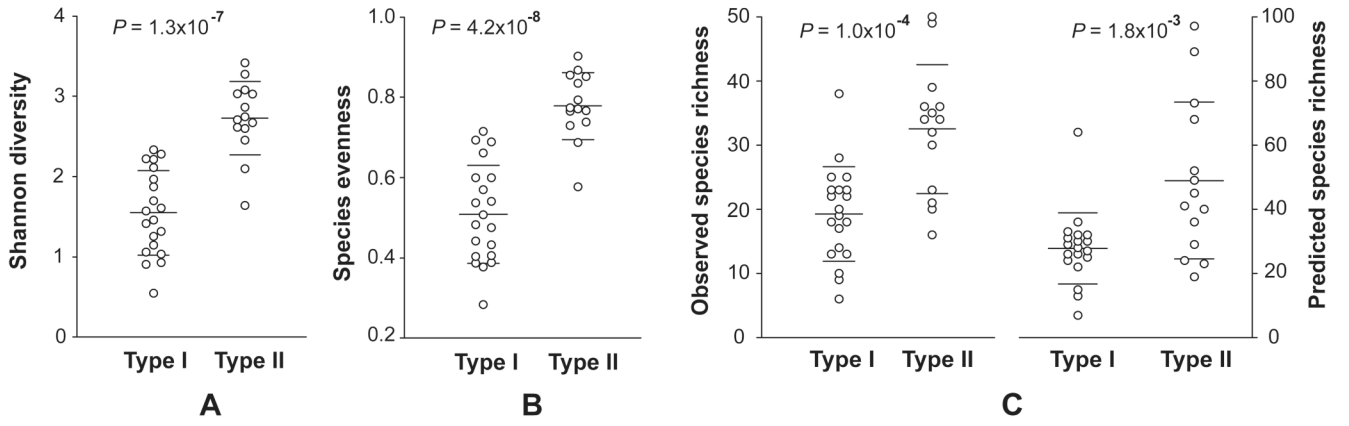 Shannon diversity
4
3
2
1
0
P = 1.3x10-7
Type I Type II
A
Species evenness
1.0
0.8
0.6
0.4
0.2
P = 4.2x10-8
Type I Type II
B
Observed species richness
50
40
30
20
10
0
P = 1.0x10-4
Type I Type II
P = 1.8x10-3
Type I Type II
100
80
60
40
20
0
Predicted species richness
C